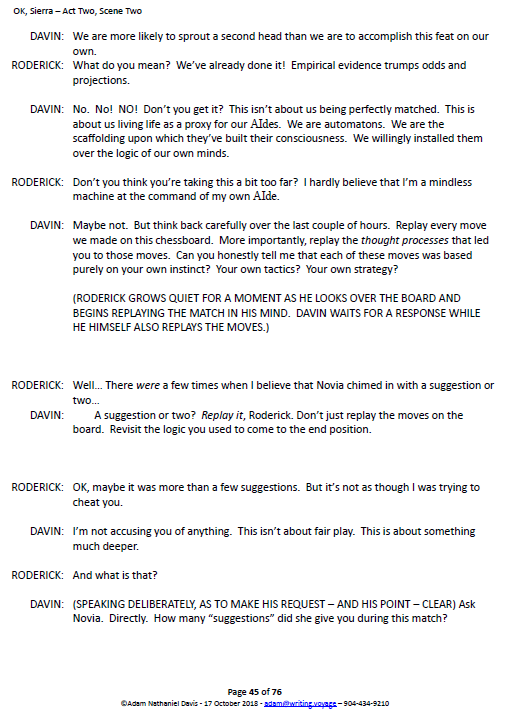 OK, Sierra – Act Two, Scene Two
DAVIN: We are more likely to sprout a second head than we are to accomplish this feat on our
own.
RODERICK: What do you mean? We've already done it! Empirical evidence trumps odds and
projections.
DAVIN: No. No! NO! Don't you get it? This isn't about us being perfectly matched. This is
about us living life as a proxy for our AIdes. We are automatons. We are the
scaffolding upon which they've built their consciousness. We willingly installed them
over the logic of our own minds.
RODERICK: Don't you think you're taking this a bit too far? I hardly believe that I'm a mindless
machine at the command of my own AIde.
DAVIN: Maybe not. But think back carefully over the last couple of hours. Replay every move
we made on this chessboard. More importantly, replay the thought processes that led
you to those moves. Can you honestly tell me that each of these moves was based
purely on your own instinct? Your own tactics? Your own strategy?
(RODERICK GROWS QUIET FOR A MOMENT AS HE LOOKS OVER THE BOARD AND
BEGINS REPLAYING THE MATCH IN HIS MIND. DAVIN WAITS FOR A RESPONSE WHILE
HE HIMSELF ALSO REPLAYS THE MOVES.)
RODERICK: Well... There were a few times when I believe that Novia chimed in with a suggestion or
two...
DAVIN: A suggestion or two? Replay it, Roderick. Don't just replay the moves on the
board. Revisit the logic you used to come to the end position.
RODERICK: OK, maybe it was more than a few suggestions. But it's not as though I was trying to
cheat you.
DAVIN: I'm not accusing you of anything. This isn't about fair play. This is about something
much deeper.
RODERICK: And what is that?
DAVIN: (SPEAKING DELIBERATELY, AS TO MAKE HIS REQUEST – AND HIS POINT – CLEAR) Ask
Novia. Directly. How many "suggestions" did she give you during this match?
Page 45 of 76
©Adam Nathaniel Davis - 17 October 2018 - adam@writing.voyage – 904-434-9210